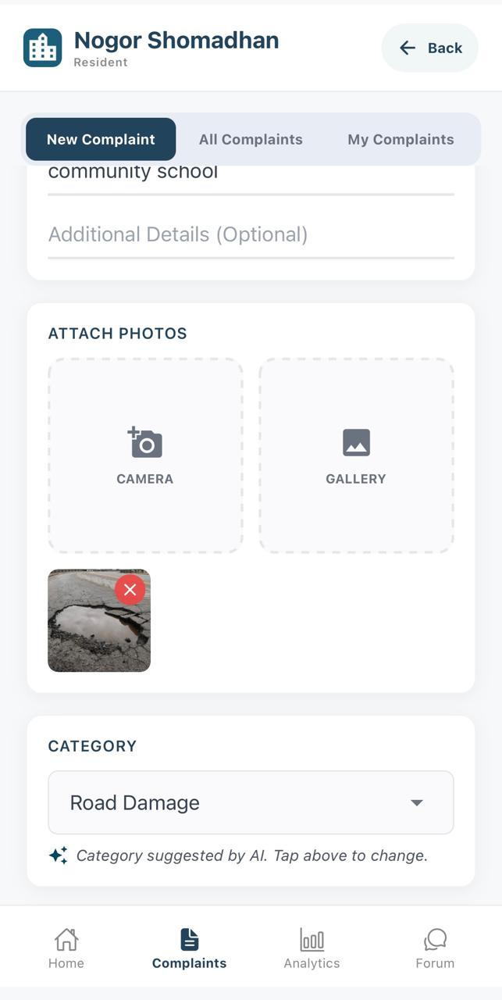 Nogor Shomadhan
Resident
Back
New Complaint
All Complaints
My Complaints
community school
Additional Details (Optional)
ATTACH PHOTOS
CAMERA
GALLERY
CATEGORY
Road Damage
Category suggested by AI. Tap above to change.
Home
Complaints
Analytics
Forum